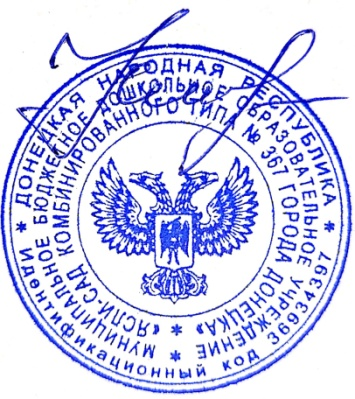 * ДОНЕЦКАЯ НАРОДНАЯ РЕСПУБЛИКА *
Идентификационный код 36934397
МУНИЦИПАЛЬНОЕ БЮДЖЕТНОЕ ДОШКОЛЬНОЕ ОБРАЗОВАТЕЛЬНОЕ УЧРЕЖДЕНИЕ *
«ЯСЛИ-САД КОМБИНИРОВАННОГО ТИПА № 367 ГОРОДА ДОНЕЦКА» *